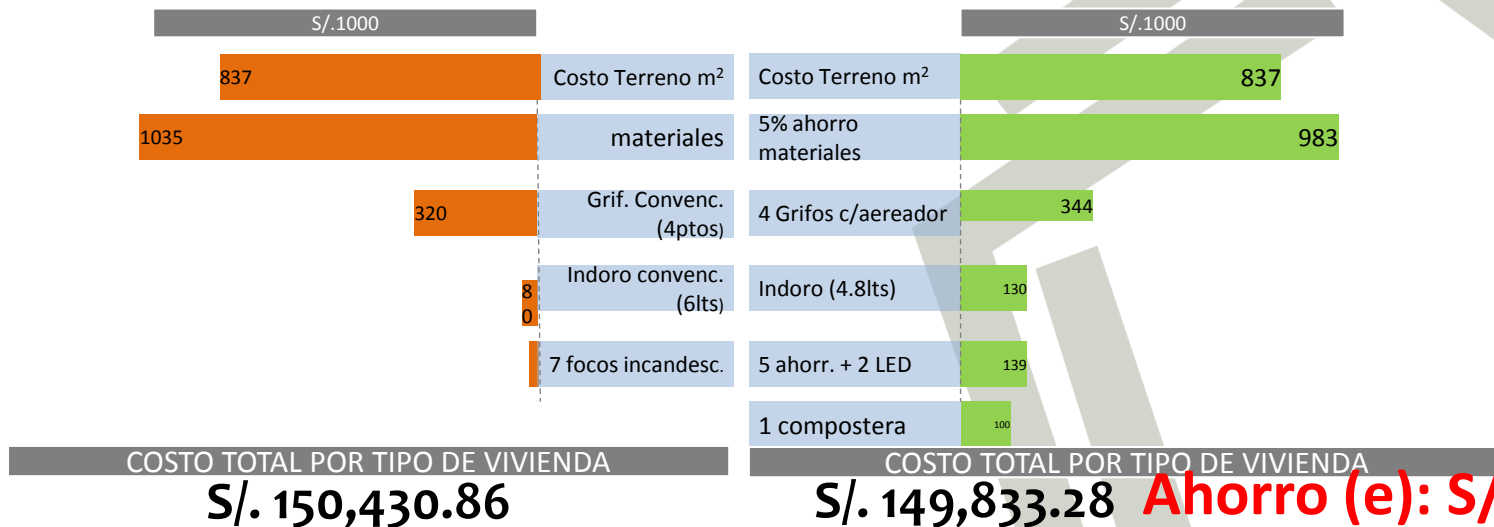 S/.1000
837
Costo Terreno m²
1035
materiales
320
Grif. Convenc.
(4ptos)
80
Indoro convenc.
(6lts)
7 focos incandesc.
COSTO TOTAL POR TIPO DE VIVIENDA
S/. 150,430.86
S/.1000
Costo Terreno m²
837
5% ahorro
materiales
983
4 Grifos c/aereador
344
Indoro (4.8lts)
130
5 ahorr. + 2 LED
139
1 compostera
100
COSTO TOTAL POR TIPO DE VIVIENDA
S/. 149,833.28
Ahorro (e): S/